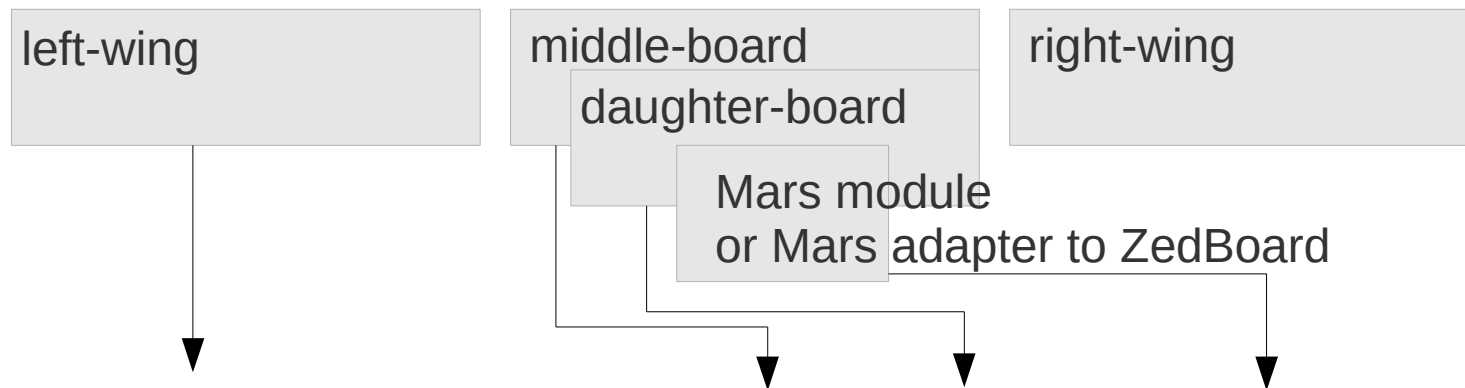 left-wing
middle-board
right-wing
daughter-board
Mars module
or Mars adapter to ZedBoard